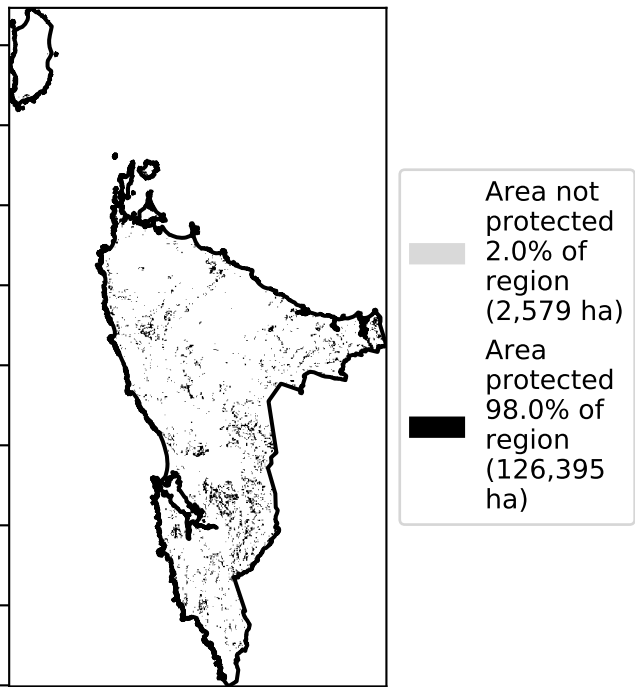 Area not
protected
2.0% of
region
(2,579 ha)
Area
protected
98.0% of
region
(126,395
ha)